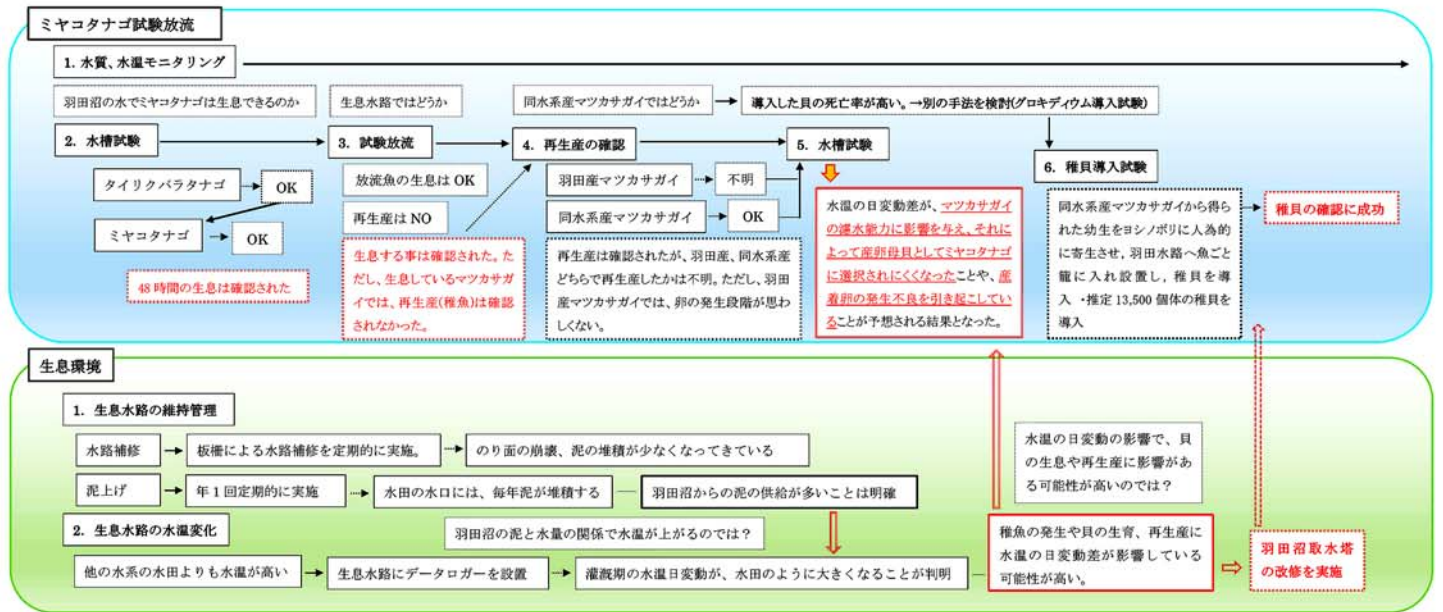 ミヤコタナゴ試験放流
1. 水質、水温モニタリング
羽田沼の水でミヤコタナゴは生息できるのか
生息水路ではどうか
同水系産マツカサガイではどうか
導入した貝の死亡率が高い。→別の手法を検討(グロキディウム導入試験)
2. 水槽試験
3. 試験放流
4. 再生産の確認
5. 水槽試験
6. 稚貝導入試験
タイリクバラタナゴ
OK
ミヤコタナゴ
OK
48 時間の生息は確認された
放流魚の生息は OK
再生産は NO
生息する事は確認された。た
だし、生息しているマツカサガ
イでは、再生産(稚魚)は確認
されなかった。
羽田産マツカサガイ
不明
同水系産マツカサガイ
OK
再生産は確認されたが、羽田産、同水系産
どちらで再生産したかは不明。ただし、羽田
産マツカサガイでは、卵の発生段階が思わ
しくない。
水温の日変動差が、マツカサガイ
の濾水能力に影響を与え、それに
よって産卵母貝としてミヤコタナゴ
に選択されにくくなったことや、産
着卵の発生不良を引き起こしてい
ることが予想される結果となった。
同水系産マツカサガイから得ら
れた幼生をヨシノボリに人為的
に寄生させ、羽田水路へ魚ごと
籠に入れ設置し，稚貝を導
入 ・推定 13,500 個体の稚貝を
導入
稚貝の確認に成功
生息環境
1. 生息水路の維持管理
水路補修
板柵による水路補修を定期的に実施。
のり面の崩壊、泥の堆積が少なくなってきている
泥上げ
年 1 回定期的に実施
水田の水口には、毎年泥が堆積する
羽田沼からの泥の供給が多いことは明確
2. 生息水路の水温変化
羽田沼の泥と水量の関係で水温が上がるのでは？
他の水系の水田よりも水温が高い
生息水路にデータロガーを設置
灌漑期の水温日変動が、水田のように大きくなることが判明
水温の日変動の影響で、貝
の生息や再生産に影響があ
る可能性が高いのでは？
稚魚の発生や貝の生育、再生産に
水温の日変動差が影響している
可能性が高い。
羽田沼取水塔
の改修を実施